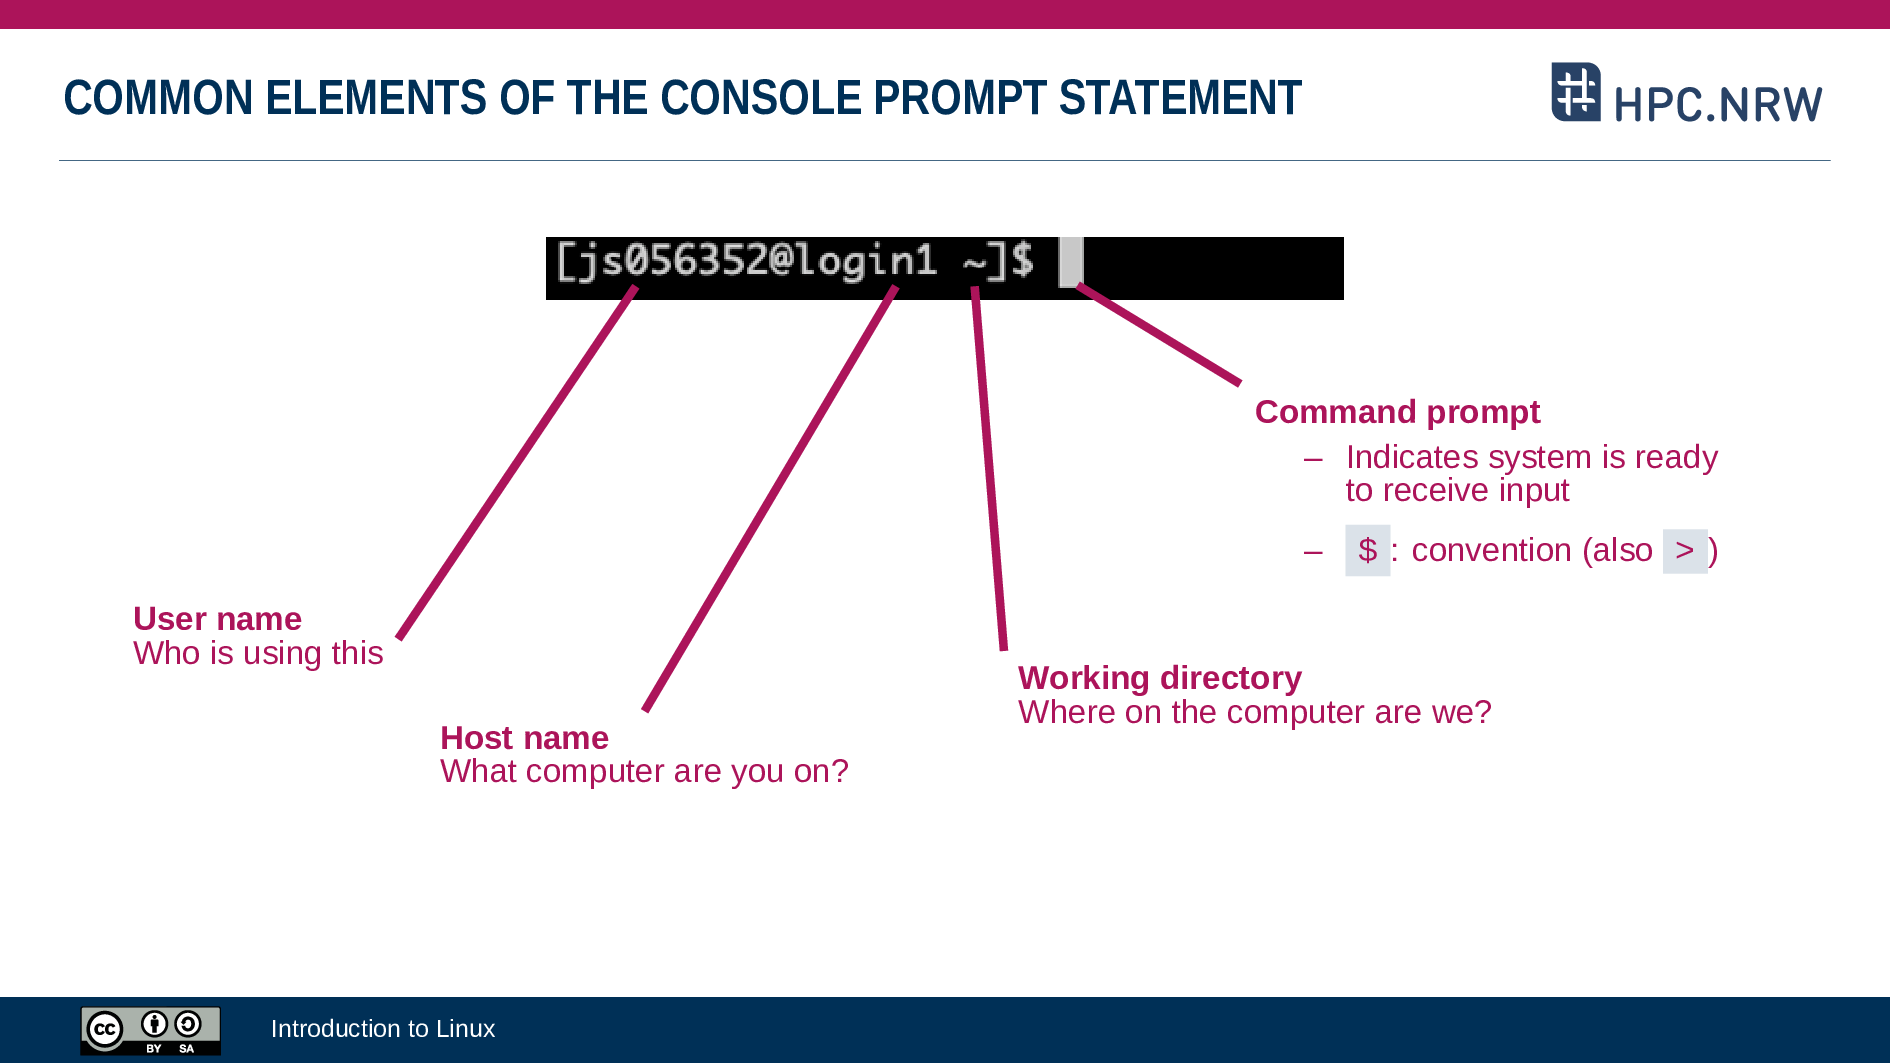 COMMON ELEMENTS OF THE CONSOLE PROMPT STATEMENT
HPC.NRW
[js056352@login1 ~]$
Command prompt
– Indicates system is ready
to receive input
– $ : convention (also > )
User name
Who is using this
Working directory
Where on the computer are we?
Host name
What computer are you on?
cc BY SA
Introduction to Linux